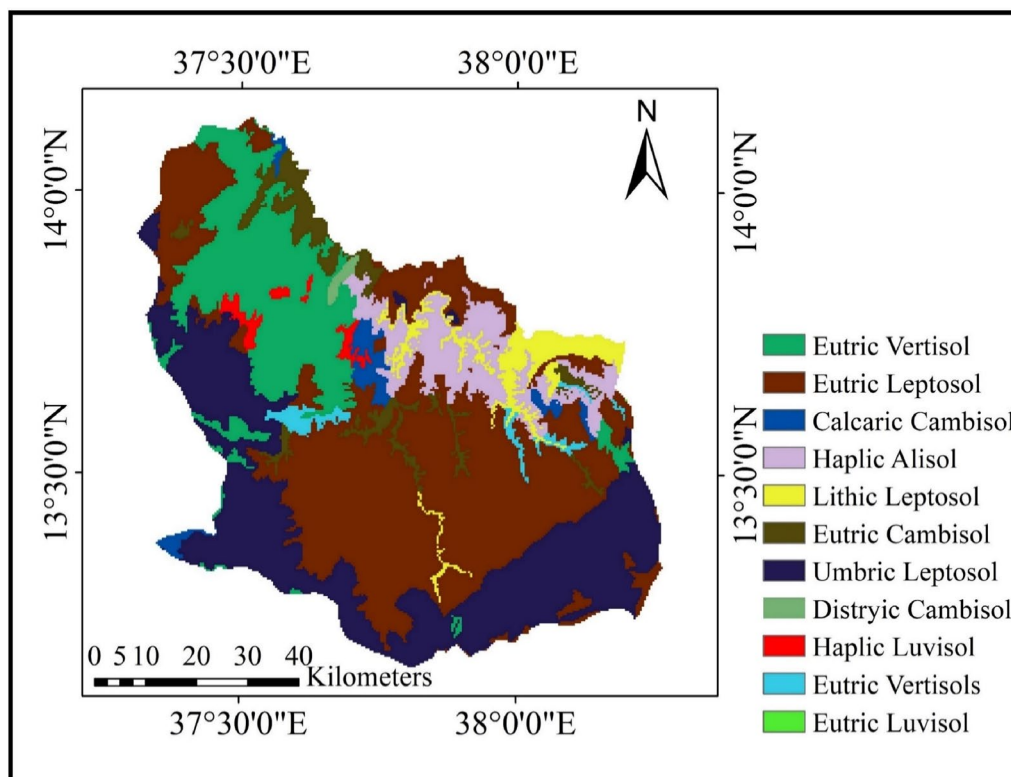 37°30'0"E 38°0'0"E
N
14°0'0"N 14°0'0"N
13°30'0"N 13°30'0"N
Eutric Vertisol
Eutric Leptosol
Calcaric Cambisol
Haplic Alisol
Lithic Leptosol
Eutric Cambisol
Umbric Leptosol
Distryic Cambisol
Haplic Luvisol
Eutric Vertisols
Eutric Luvisol
0 5 10 20 30 40
Kilometers
37°30'0"E 38°0'0"E